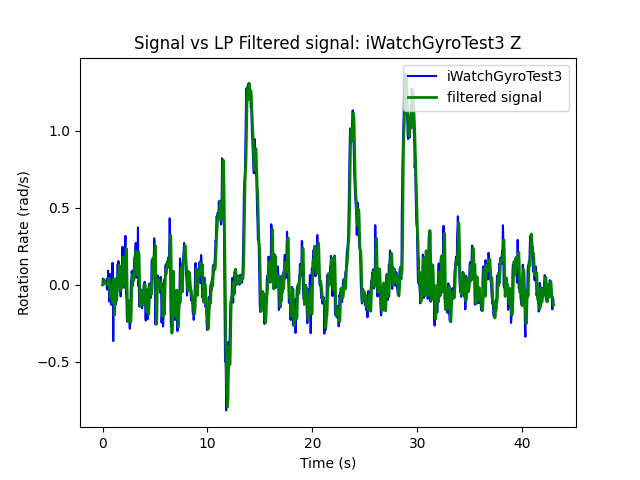 Signal vs LP Filtered signal: iWatchGyroTest3 Z
iWatchGyroTest3
filtered signal
1.0
0.5
0.0
−0.5
Rotation Rate (rad/s)
0 10 20 30 40
Time (s)